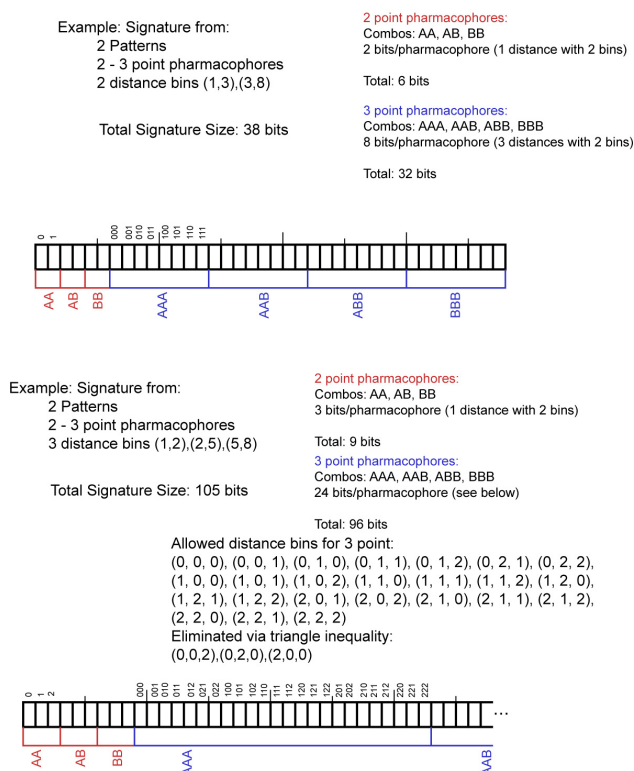 Example: Signature from:
2 Patterns
2 - 3 point pharmacophores
2 distance bins (1,3),(3,8)
Total Signature Size: 38 bits
2 point pharmacophores:
Combos: AA, AB, BB
2 bits/pharmacophore (1 distance with 2 bins)
Total: 6 bits
3 point pharmacophores:
Combos: AAA, AAB, ABB, BBB
8 bits/pharmacophore (3 distances with 2 bins)
Total: 32 bits
0 1 000 001 010 011 100 101 110 111
AA AB BB AAA AAB ABB BBB
Example: Signature from:
2 Patterns
2 - 3 point pharmacophores
3 distance bins (1,2),(2,5),(5,8)
Total Signature Size: 105 bits
2 point pharmacophores:
Combos: AA, AB, BB
3 bits/pharmacophore (1 distance with 2 bins)
Total: 9 bits
3 point pharmacophores:
Combos: AAA, AAB, ABB, BBB
24 bits/pharmacophore (see below)
Total: 96 bits
Allowed distance bins for 3 point:
(0, 0, 0), (0, 0, 1), (0, 1, 0), (0, 1, 1), (0, 1, 2), (0, 2, 1), (0, 2, 2),
(1, 0, 0), (1, 0, 1), (1, 0, 2), (1, 1, 0), (1, 1, 1), (1, 1, 2), (1, 2, 0),
(1, 2, 1), (1, 2, 2), (2, 0, 1), (2, 0, 2), (2, 1, 0), (2, 1, 1), (2, 1, 2),
(2, 2, 0), (2, 2, 1), (2, 2, 2)
Eliminated via triangle inequality:
(0,0,2),(0,2,0),(2,0,0)
0 1 2 000 001 010 011 012 021 022 100 101 102 110 111 112 120 121 122 201 202 210 211 212 220 221 222
...
AA AB BB AAA AAB